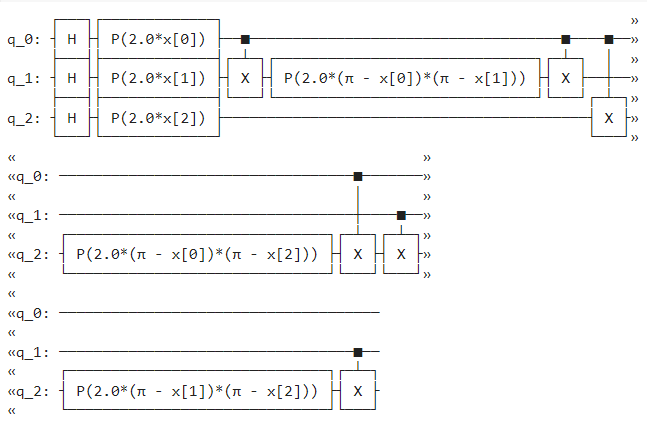 »
q_0: ┤ H ├┤ P(2.0*x[0]) ├──■─────────────────────────────────────■────■──»
»
q_1: ┤ H ├┤ P(2.0*x[1]) ├┤ X ├┤ P(2.0*(π - x[0])*(π - x[1])) ├┤ X ├──┼──»
»
q_2: ┤ H ├┤ P(2.0*x[2]) ├──────────────────────────────────────────┤ X ├»
»
« »
«q_0: ─────────────────────────────────■───────»
« »
«q_1: ─────────────────────────────────┼────■──»
« »
«q_2: ┤ P(2.0*(π - x[0])*(π - x[2])) ├┤ X ├┤ X ├»
« »
«
«q_0: ─────────────────────────────────────
«
«q_1: ──────────────────────────────────■──
«
«q_2: ┤ P(2.0*(π - x[1])*(π - x[2])) ├┤ X ├
«